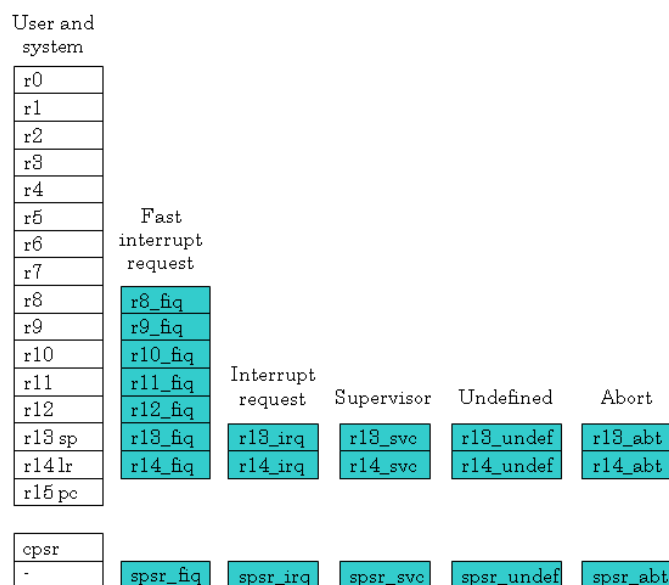 User and
system
r0
r1
r2
r3
r4
r5
r6
r7
r8
r9
r10
r11
r12
r13 sp
r14 lr
r15 pc
cpsr
-
Fast
interrupt
request
r8_fiq
r9_fiq
r10_fiq
r11_fiq
r12_fiq
r13_fiq
r14_fiq
spsr_fiq
Interrupt
request
r13_irq
r14_irq
spsr_irq
Supervisor
r13_svc
r14_svc
spsr_svc
Undefined
r13_undef
r14_undef
spsr_undef
Abort
r13_abt
r14_abt
spsr_abt